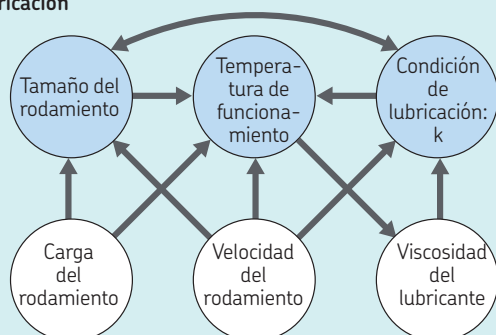 Tamaño del
rodamiento
Tempera-
tura de
funciona-
miento
Condición
de
lubricación:
k
Carga
del
rodamiento
Velocidad
del
rodamiento
Viscosidad
del
lubricante